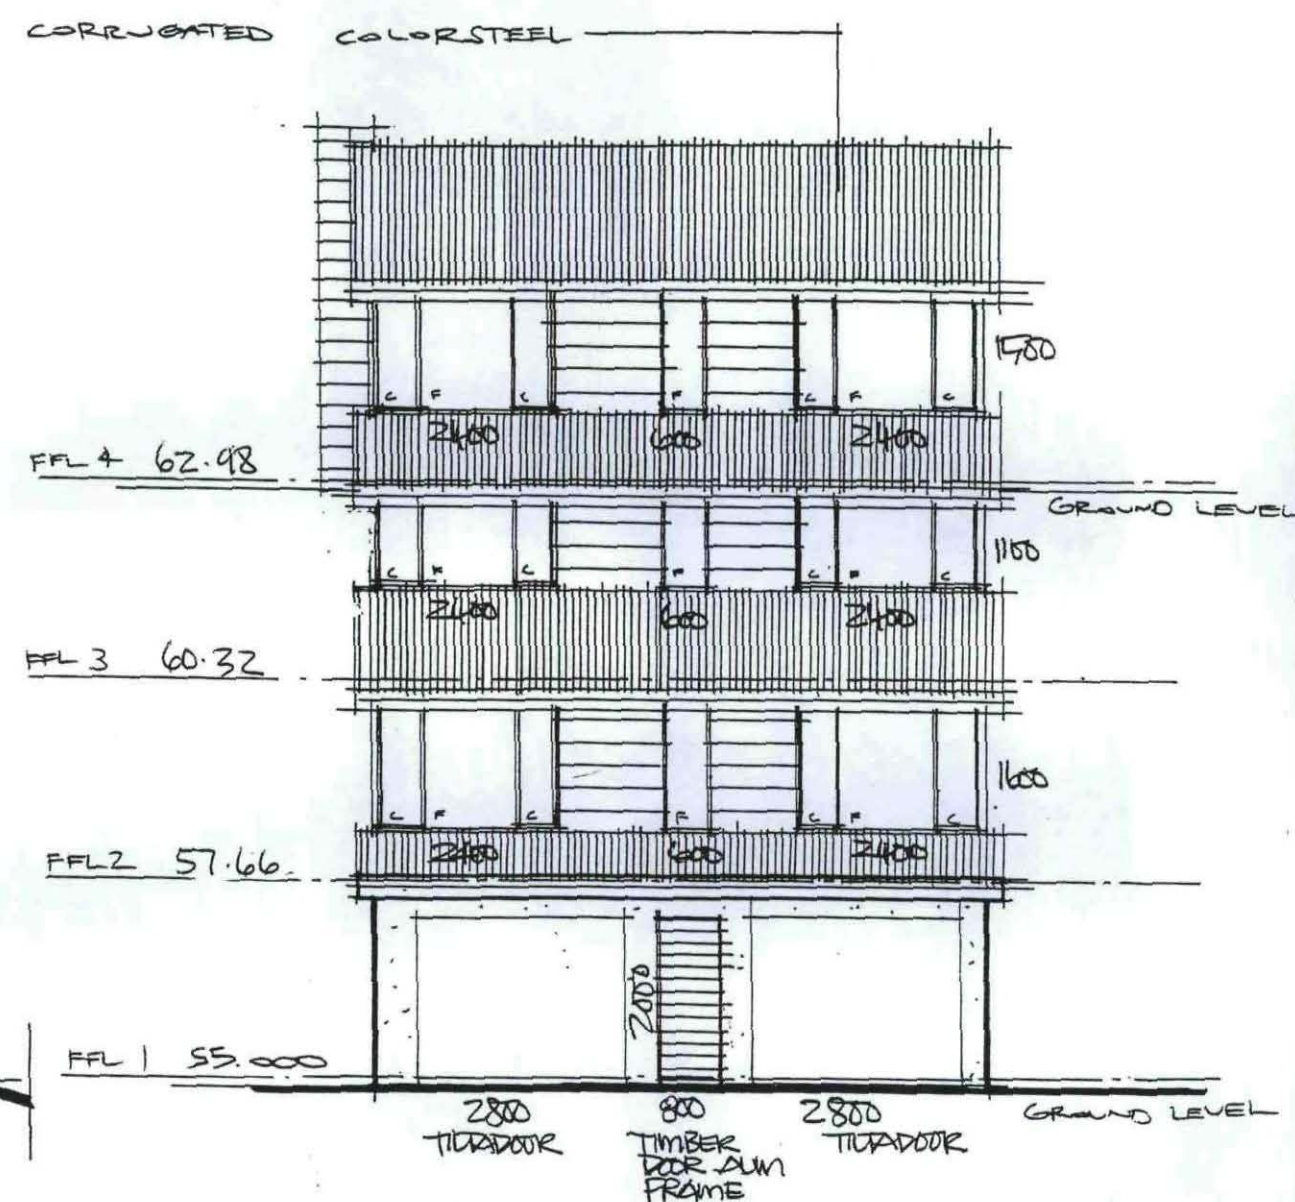 CORRUGATED COLORSTEEL
1500
C F C F C F C
2400 600 2400
FFL 4 62.98
GROUND LEVEL
1100
C F C F C F C
2400 600 2400
FFL 3 60.32
1600
C F C F C F C
2400 600 2400
FFL 2 57.66
2000
FFL 1 55.000
GROUND LEVEL
2800 800 2800
TILTADOOR TIMBER TILTADOOR
DOOR ALUM
FRAME